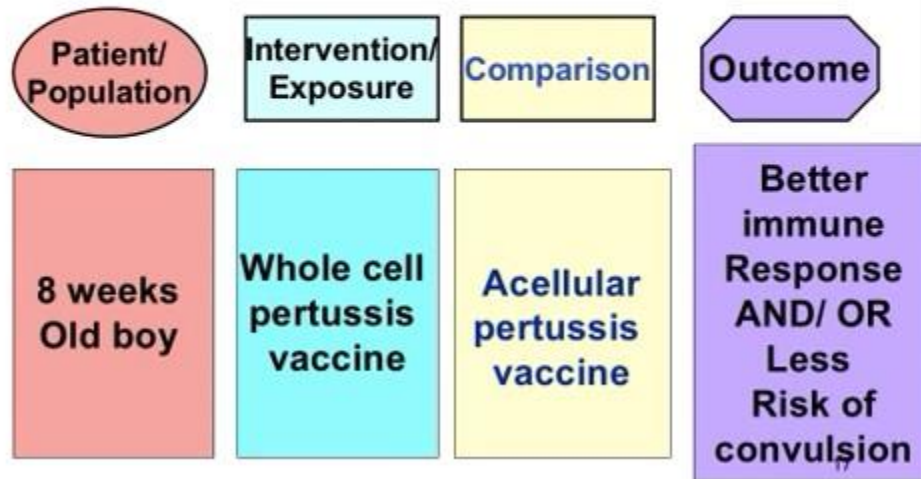 Patient/
Population
Intervention/
Exposure
Comparison
Outcome
8 weeks
Old boy
Whole cell
pertussis
vaccine
Acellular
pertussis
vaccine
Better
immune
Response
AND/ OR
Less
Risk of
convulsion
17